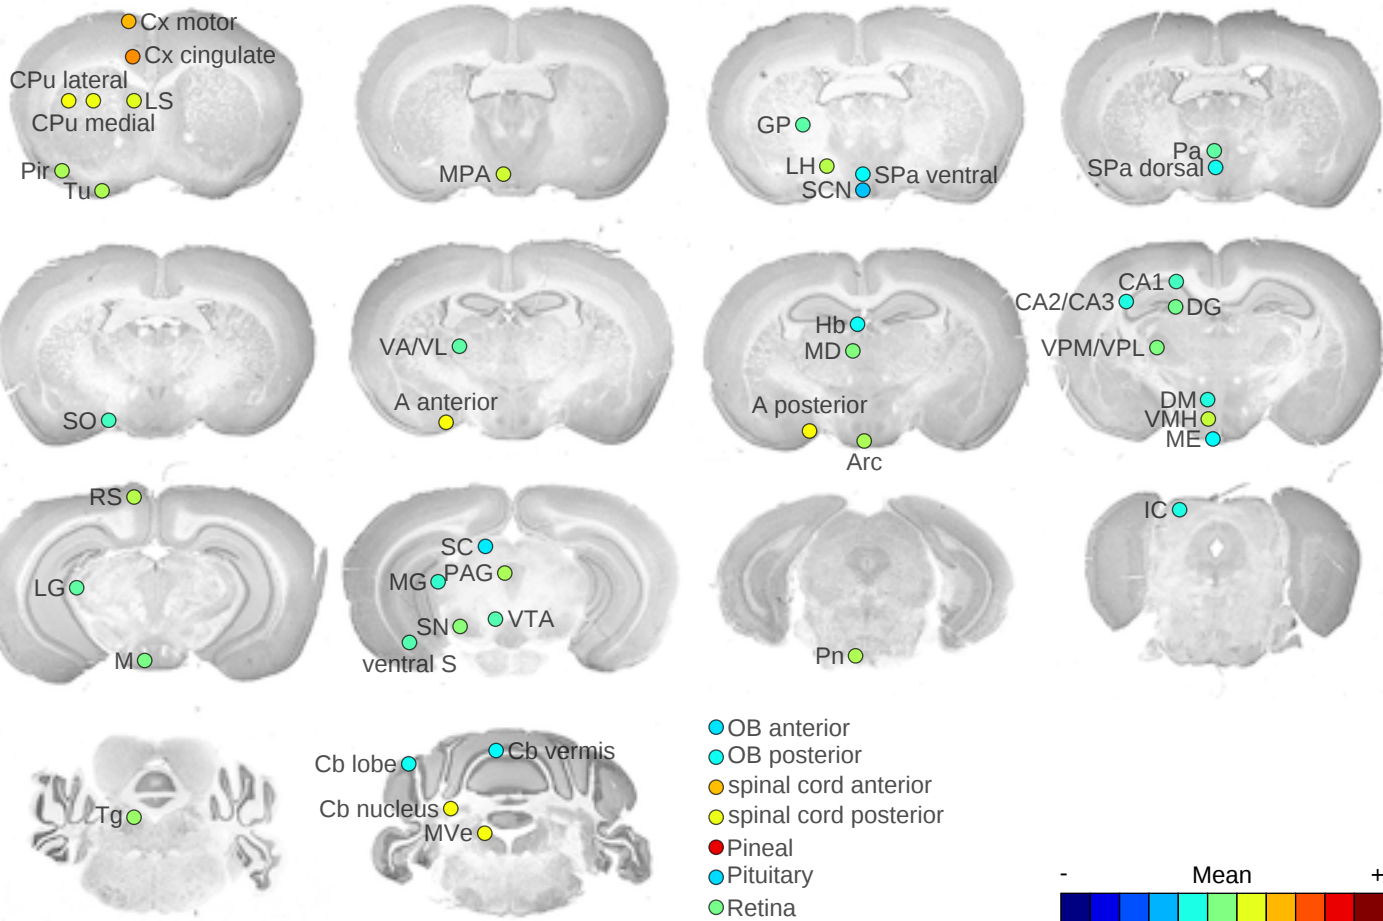 Cx motor
Cx cingulate
CPu lateral
LS
CPu medial
Pir
Tu
MPA
GP
LH
SPa ventral
SCN
Pa
SPa dorsal
SO
VA/VL
A anterior
Hb
MD
A posterior
Arc
CA1
CA2/CA3
DG
VPM/VPL
DM
VMH
ME
RS
LG
M
SC
PAG
MG
VTA
SN
ventral S
Pn
IC
Tg
Cb lobe
Cb vermis
Cb nucleus
MVe
OB anterior
OB posterior
spinal cord anterior
spinal cord posterior
Pineal
Pituitary
Retina
- Mean +